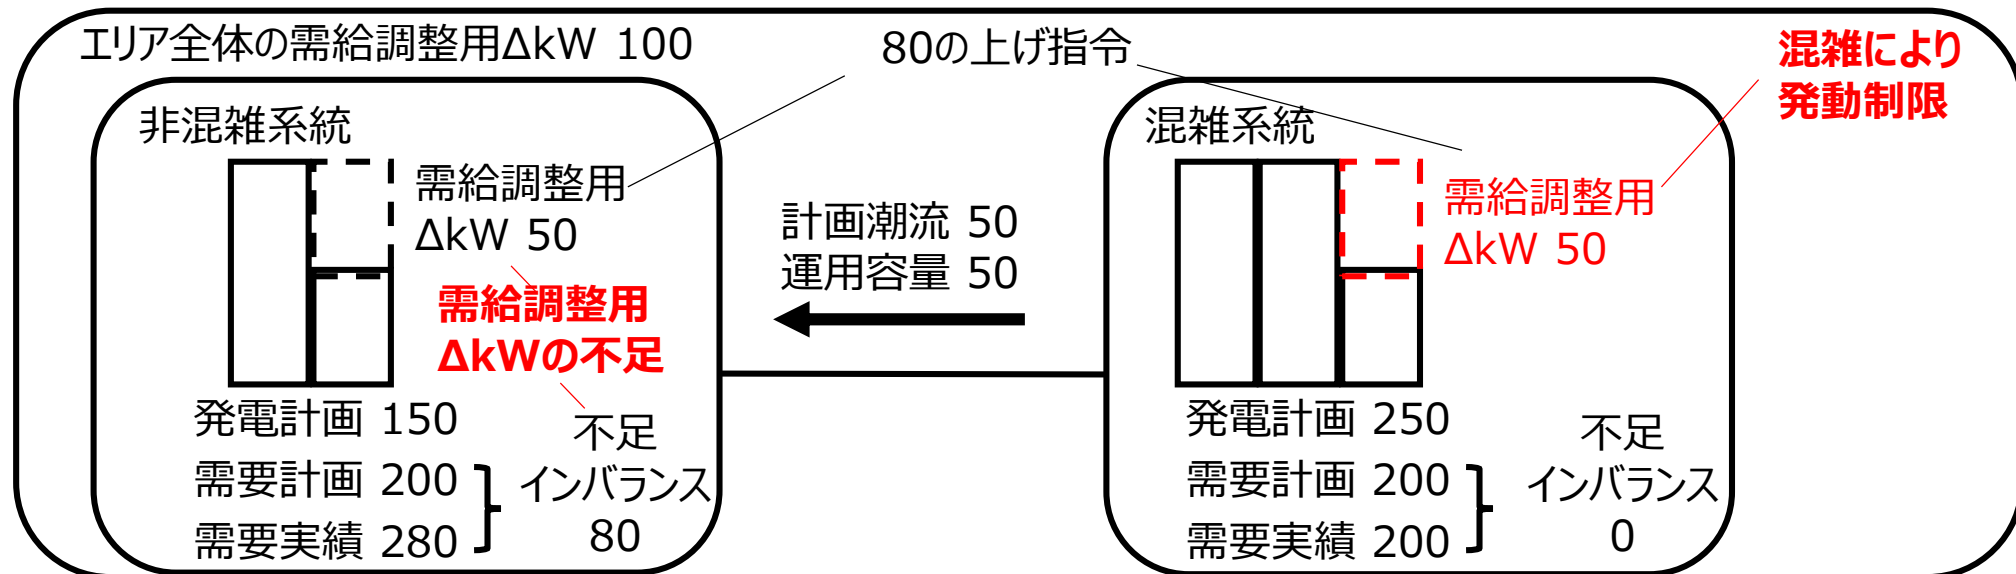 エリア全体の需給調整用ΔkW 100
80の上げ指令
混雑により
発動制限
非混雑系統
需給調整用
ΔkW 50
需給調整用
ΔkWの不足
発電計画 150
需要計画 200
需要実績 280
不足
インバランス
80
計画潮流 50
運用容量 50
混雑系統
需給調整用
ΔkW 50
発電計画 250
需要計画 200
需要実績 200
不足
インバランス
0